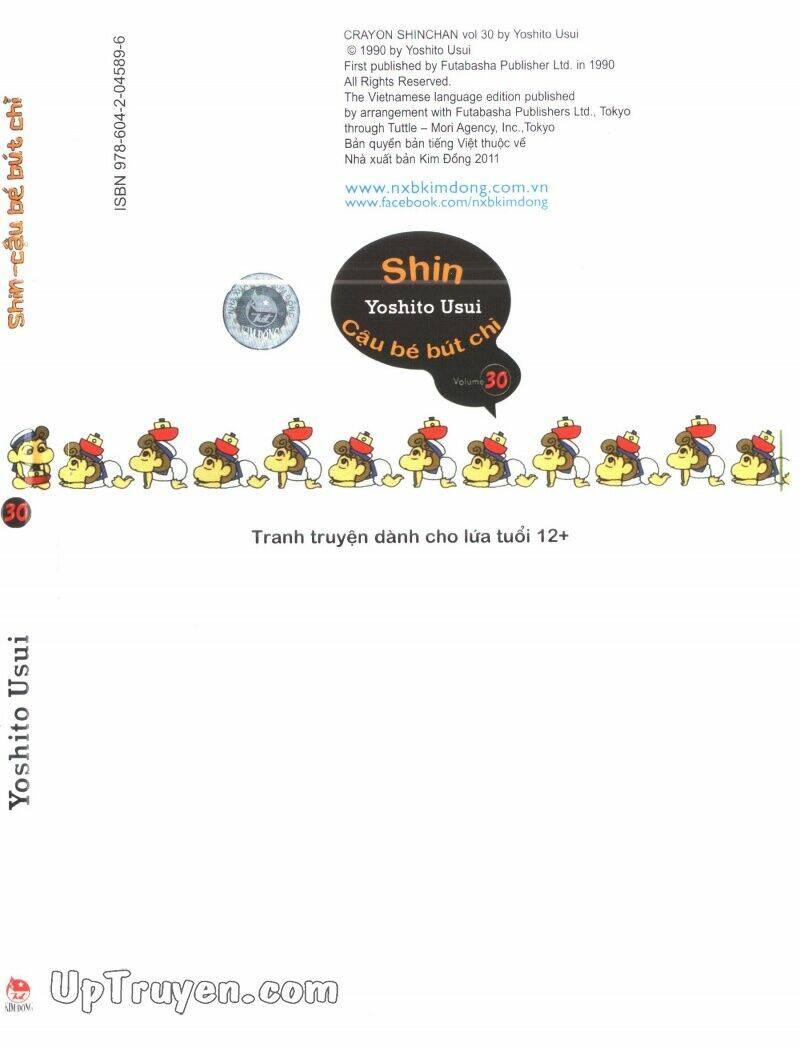 CRAYON SHINCHAN vol 30 by Yoshito Usui
© 1990 by Yoshito Usui
First published by Futabasha Publisher Ltd. in 1990
All Rights Reserved.
The Vietnamese language edition published
by arrangement with Futabasha Publishers Ltd., Tokyo
through Tuttle – Mori Agency, Inc.,Tokyo
Bản quyền bản tiếng Việt thuộc về
Nhà xuất bản Kim Đồng 2011
www.nxbkimdong.com.vn
www.facebook.com/nxbkimdong
ISBN 978-604-2-04589-6
Shin-cậu bé bút chì
Shin
Yoshito Usui
Cậu bé bút chì
Volume 30
KIM ĐỒNG
30
Tranh truyện dành cho lứa tuổi 12+
Yoshito Usui
KIM ĐỒNG
UpTruyen.com